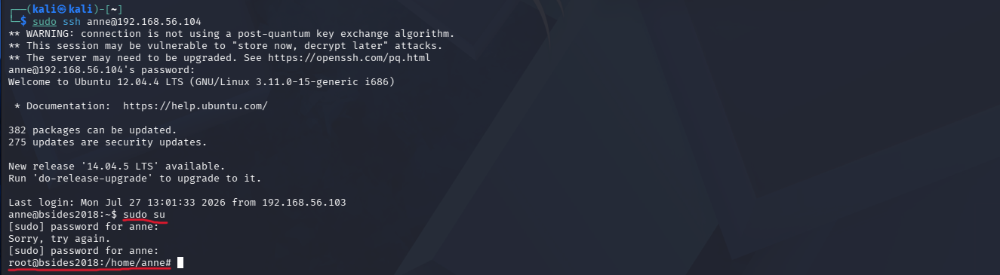 ┌──(kali㉿kali)-[~]
└─$ sudo ssh anne@192.168.56.104
** WARNING: connection is not using a post-quantum key exchange algorithm.
** This session may be vulnerable to "store now, decrypt later" attacks.
** The server may need to be upgraded. See https://openssh.com/pq.html
anne@192.168.56.104's password:
Welcome to Ubuntu 12.04.4 LTS (GNU/Linux 3.11.0-15-generic i686)

 * Documentation:  https://help.ubuntu.com/

382 packages can be updated.
275 updates are security updates.

New release '14.04.5 LTS' available.
Run 'do-release-upgrade' to upgrade to it.

Last login: Mon Jul 27 13:01:33 2026 from 192.168.56.103
anne@bsides2018:~$ sudo su
[sudo] password for anne:
Sorry, try again.
[sudo] password for anne:
root@bsides2018:/home/anne#